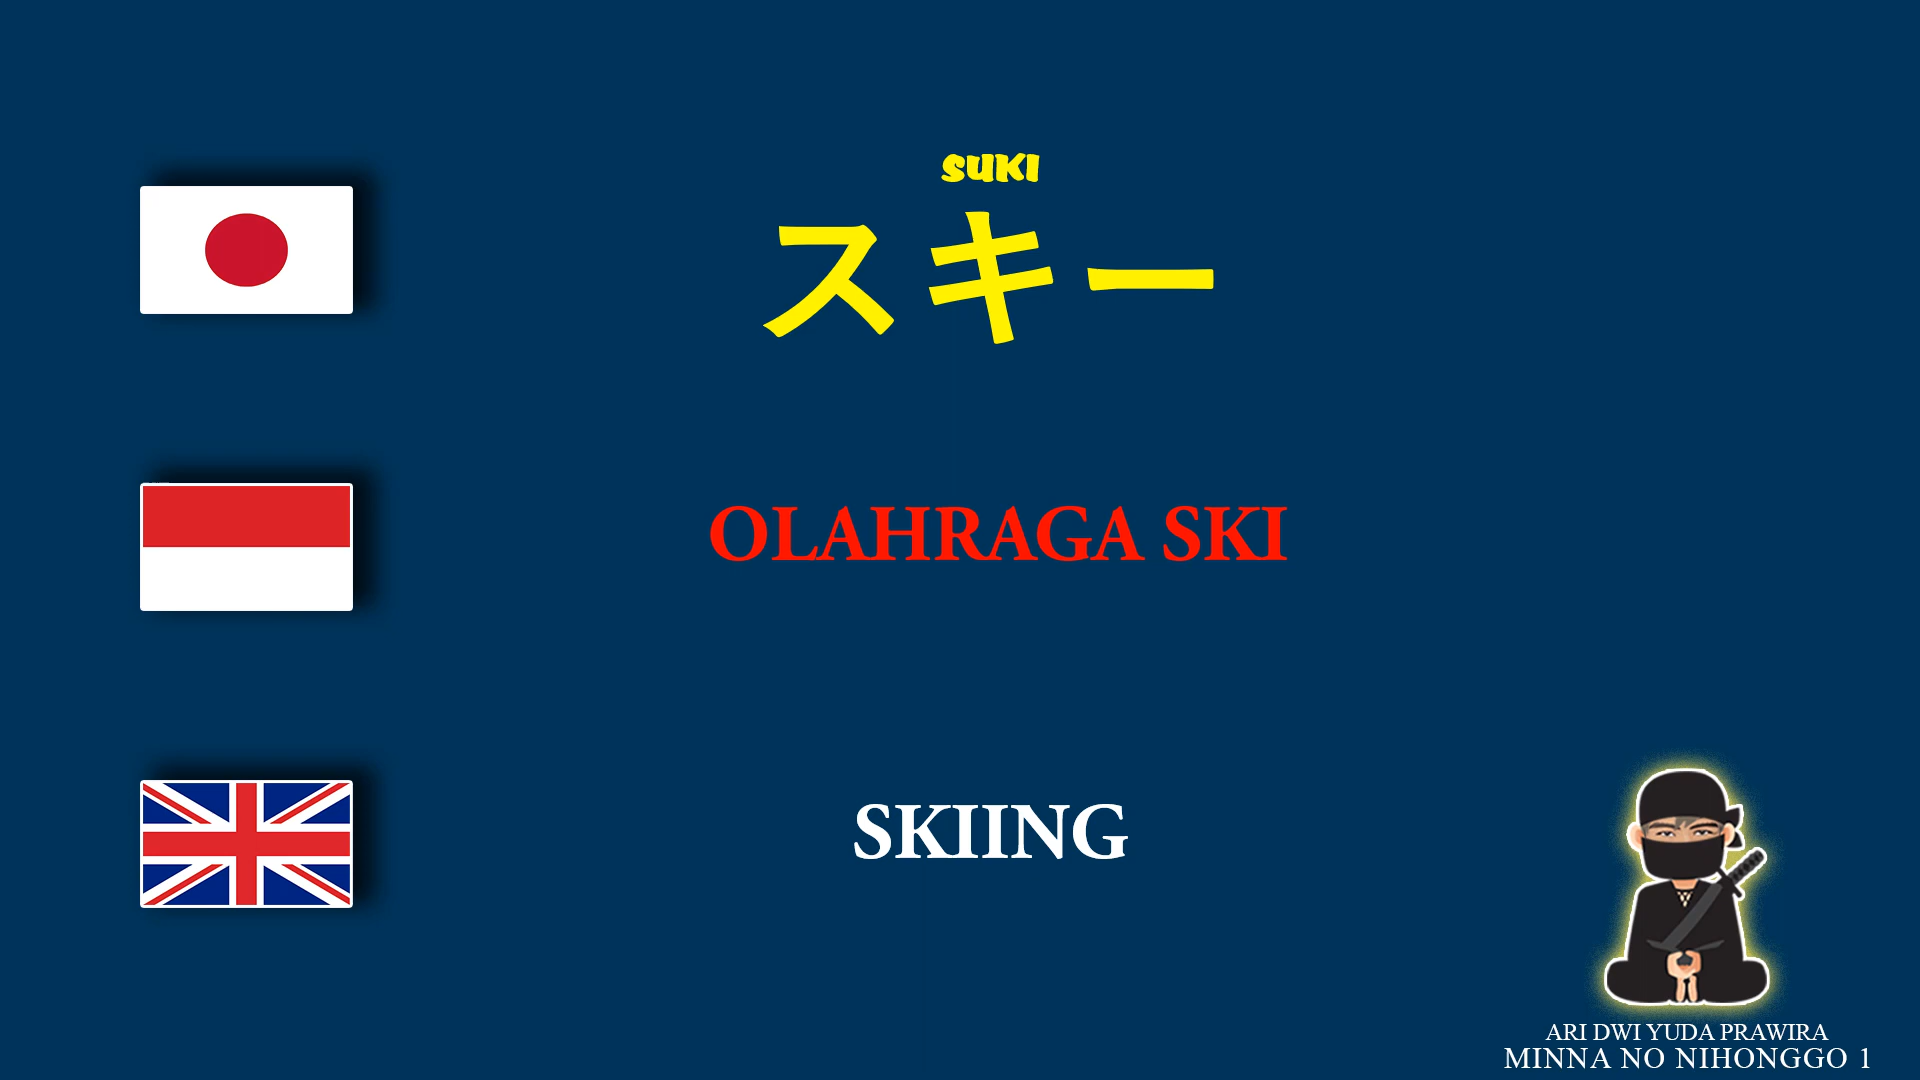 SUKI
スキー
OLAHRAGA SKI
SKIING
ARI DWI YUDA PRAWIRA
MINNA NO NIHONGGO 1